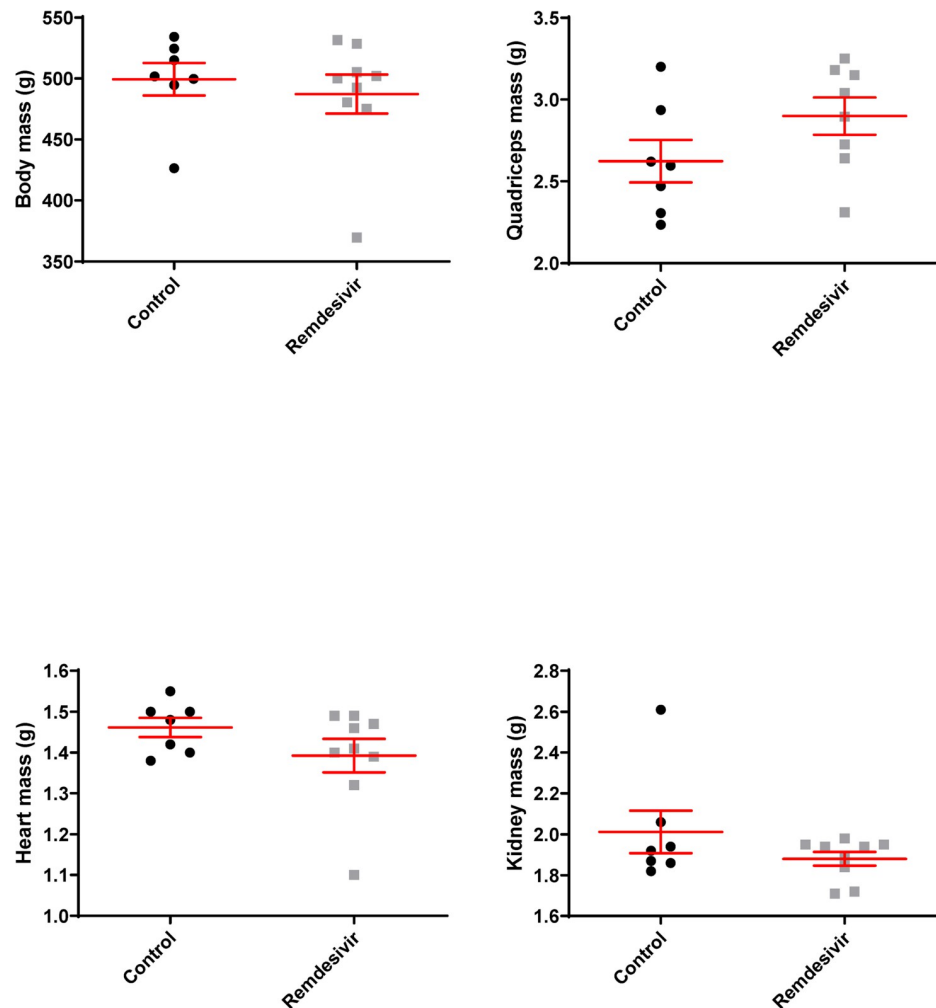 Body mass (g)
550
500
450
400
350
Control
Remdesivir
Quadriceps mass (g)
3.5
3.0
2.5
2.0
Control
Remdesivir
Heart mass (g)
1.6
1.5
1.4
1.3
1.2
1.1
1.0
Control
Remdesivir
Kidney mass (g)
2.8
2.6
2.4
2.2
2.0
1.8
1.6
Control
Remdesivir